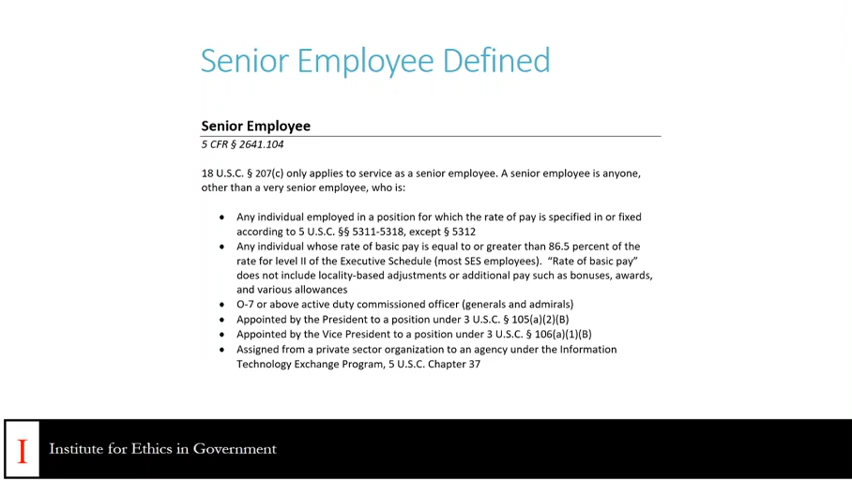 Senior Employee Defined
Senior Employee
5 CFR § 2641.104
18 U.S.C. § 207(c) only applies to service as a senior employee. A senior employee is anyone,
other than a very senior employee, who is:
• Any individual employed in a position for which the rate of pay is specified in or fixed
according to 5 U.S.C. §§ 5311-5318, except § 5312
• Any individual whose rate of basic pay is equal to or greater than 86.5 percent of the
rate for level II of the Executive Schedule (most SES employees). “Rate of basic pay”
does not include locality-based adjustments or additional pay such as bonuses, awards,
and various allowances
• O-7 or above active duty commissioned officer (generals and admirals)
• Appointed by the President to a position under 3 U.S.C. § 105(a)(2)(B)
• Appointed by the Vice President to a position under 3 U.S.C. § 106(a)(1)(B)
• Assigned from a private sector organization to an agency under the Information
Technology Exchange Program, 5 U.S.C. Chapter 37
I
Institute for Ethics in Government